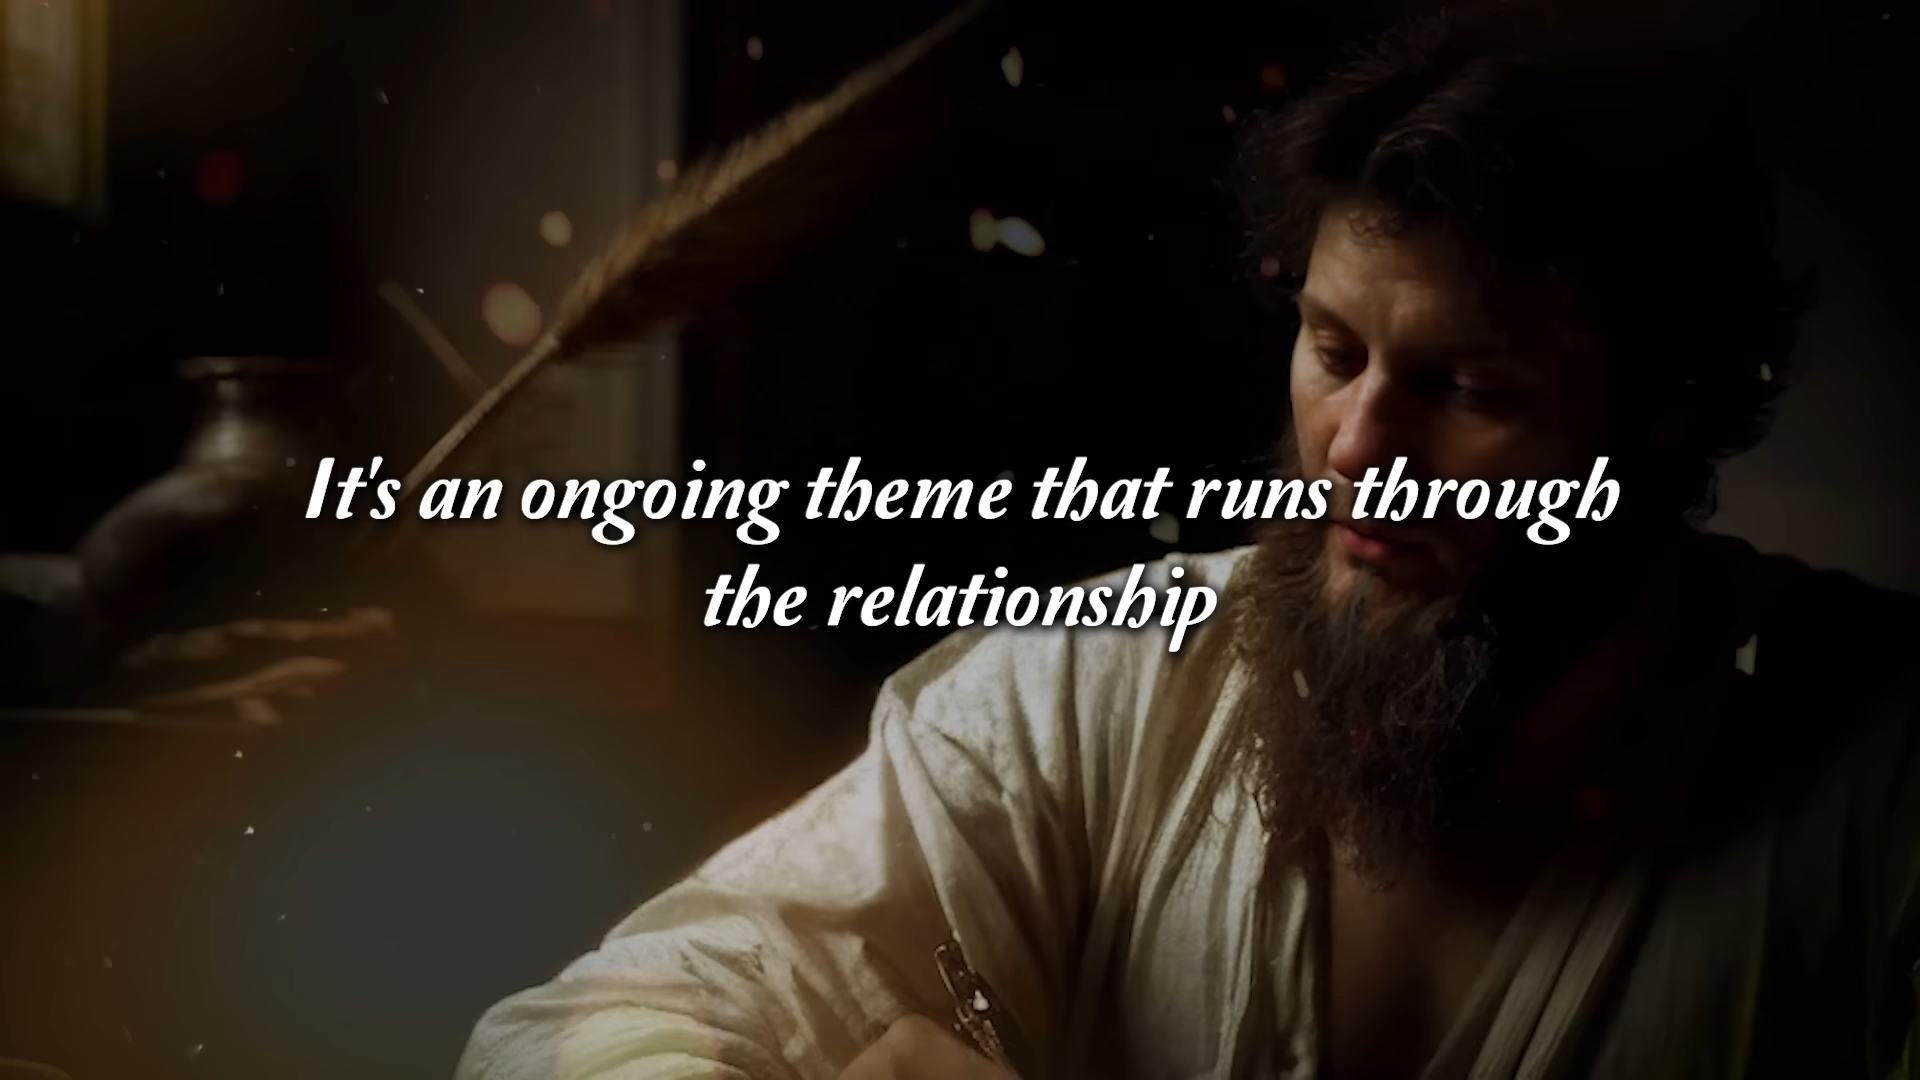 It's an ongoing theme that runs through
the relationship